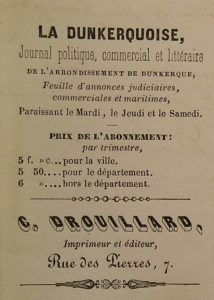 LA DUNKERQUOISE,
Journal politique, commercial et littéraire
DE L'ARRONDISSEMENT DE DUNKERQUE,
Feuille d'annonces judiciaires,
commerciales et maritimes,
Paraissant le Mardi, le Jeudi et le Samedi.
PRIX DE L'ABONNEMENT:
par trimestre,
5 f. »c....pour la ville.
5 50....pour le département.
6 »....hors le département.
C. DROUILLARD,
Imprimeur et éditeur,
Rue des Pierres, 7.